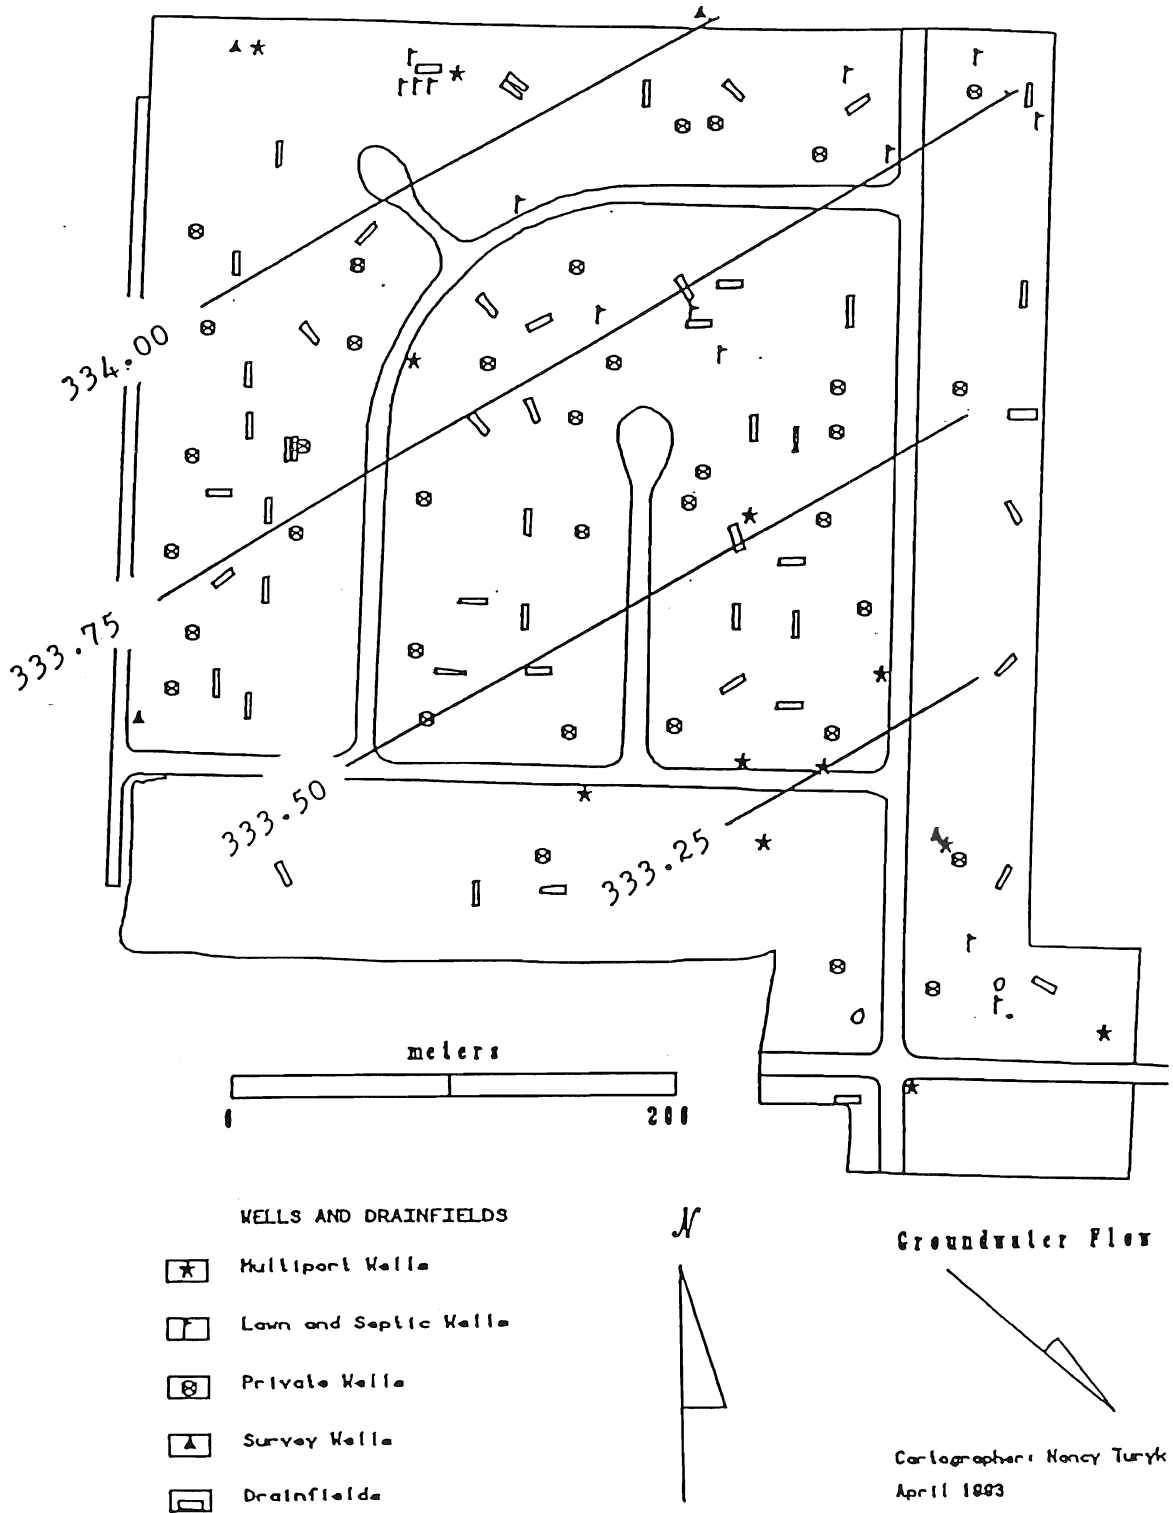 334.00
333.75
333.50
333.25
meters
0 200
WELLS AND DRAINFIELDS
N
Groundwater Flow
Multiport Wells
Lawn and Septic Wells
Private Wells
Survey Wells
Drainfields
Cartographer: Nancy Turyk
April 1993